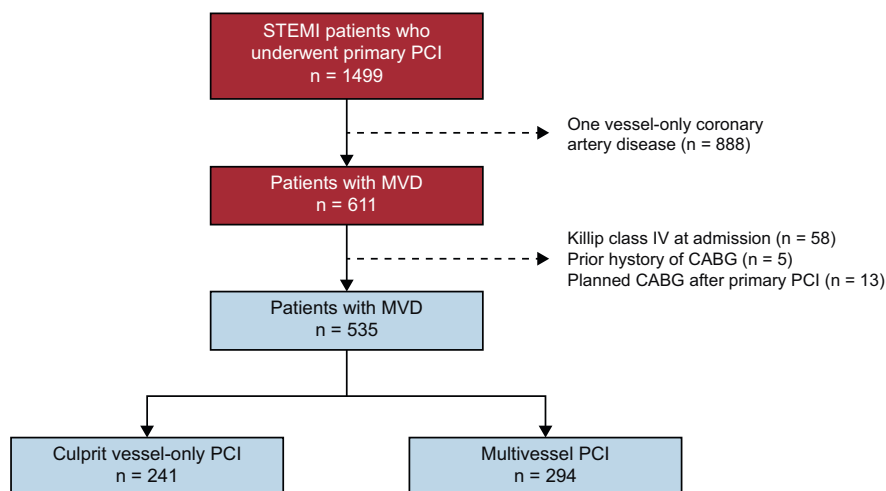 STEMI patients who
underwent primary PCI
n = 1499
One vessel-only coronary
artery disease (n = 888)
Patients with MVD
n = 611
Killip class IV at admission (n = 58)
Prior hystory of CABG (n = 5)
Planned CABG after primary PCI (n = 13)
Patients with MVD
n = 535
Culprit vessel-only PCI
n = 241
Multivessel PCI
n = 294